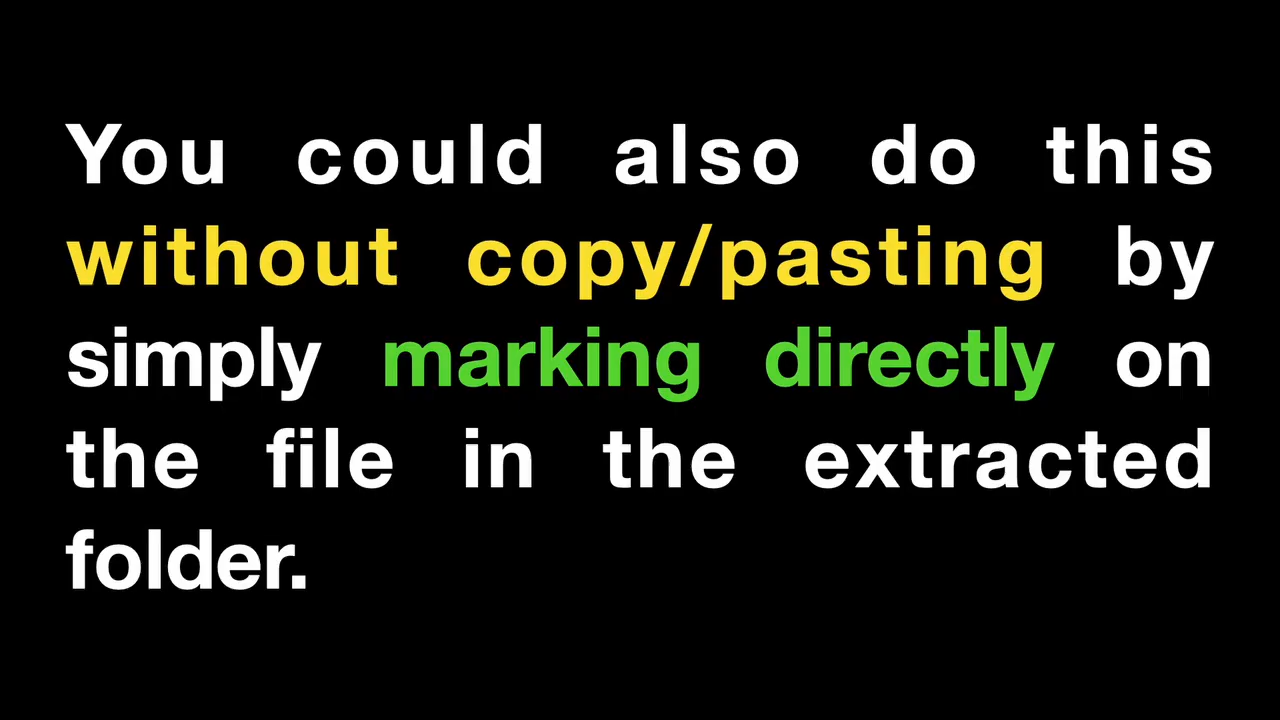 You could also do this
without copy/pasting by
simply marking directly on
the file in the extracted
folder.